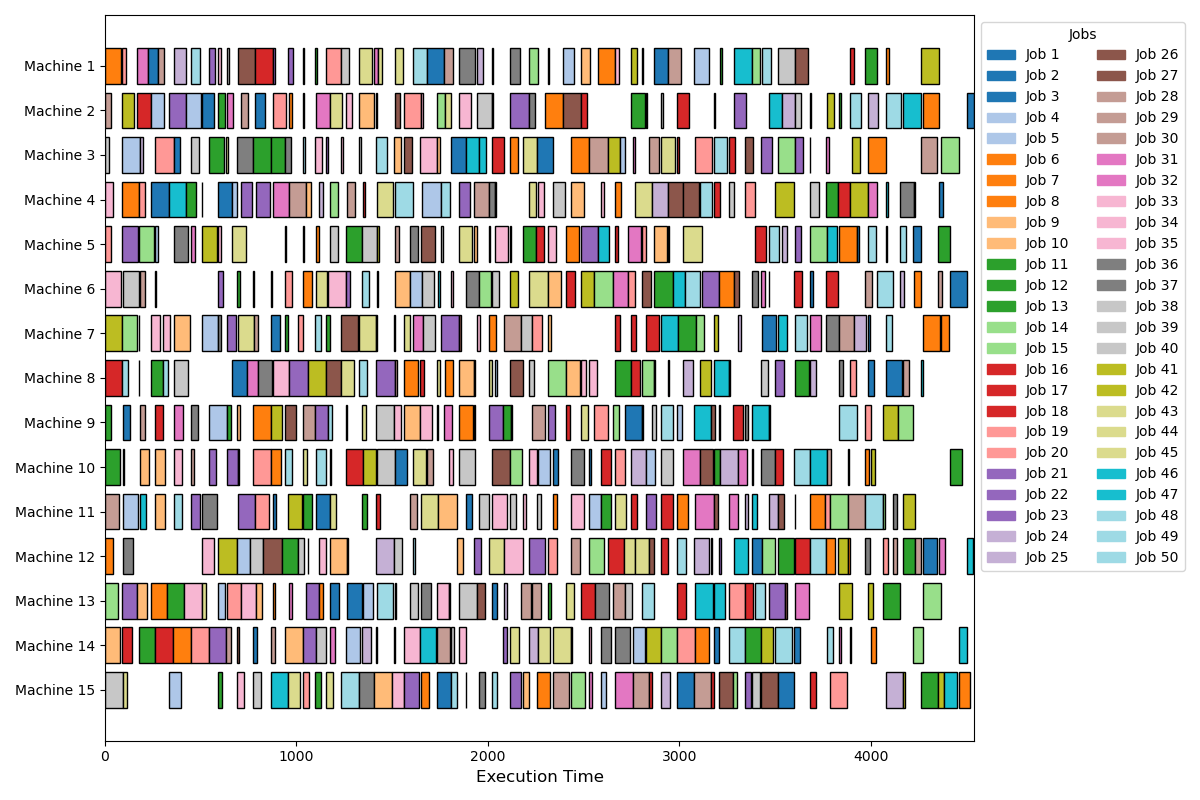 Machine 1
Machine 2
Machine 3
Machine 4
Machine 5
Machine 6
Machine 7
Machine 8
Machine 9
Machine 10
Machine 11
Machine 12
Machine 13
Machine 14
Machine 15
0 1000 2000 3000 4000
Execution Time
Jobs
Job 1
Job 2
Job 3
Job 4
Job 5
Job 6
Job 7
Job 8
Job 9
Job 10
Job 11
Job 12
Job 13
Job 14
Job 15
Job 16
Job 17
Job 18
Job 19
Job 20
Job 21
Job 22
Job 23
Job 24
Job 25
Job 26
Job 27
Job 28
Job 29
Job 30
Job 31
Job 32
Job 33
Job 34
Job 35
Job 36
Job 37
Job 38
Job 39
Job 40
Job 41
Job 42
Job 43
Job 44
Job 45
Job 46
Job 47
Job 48
Job 49
Job 50